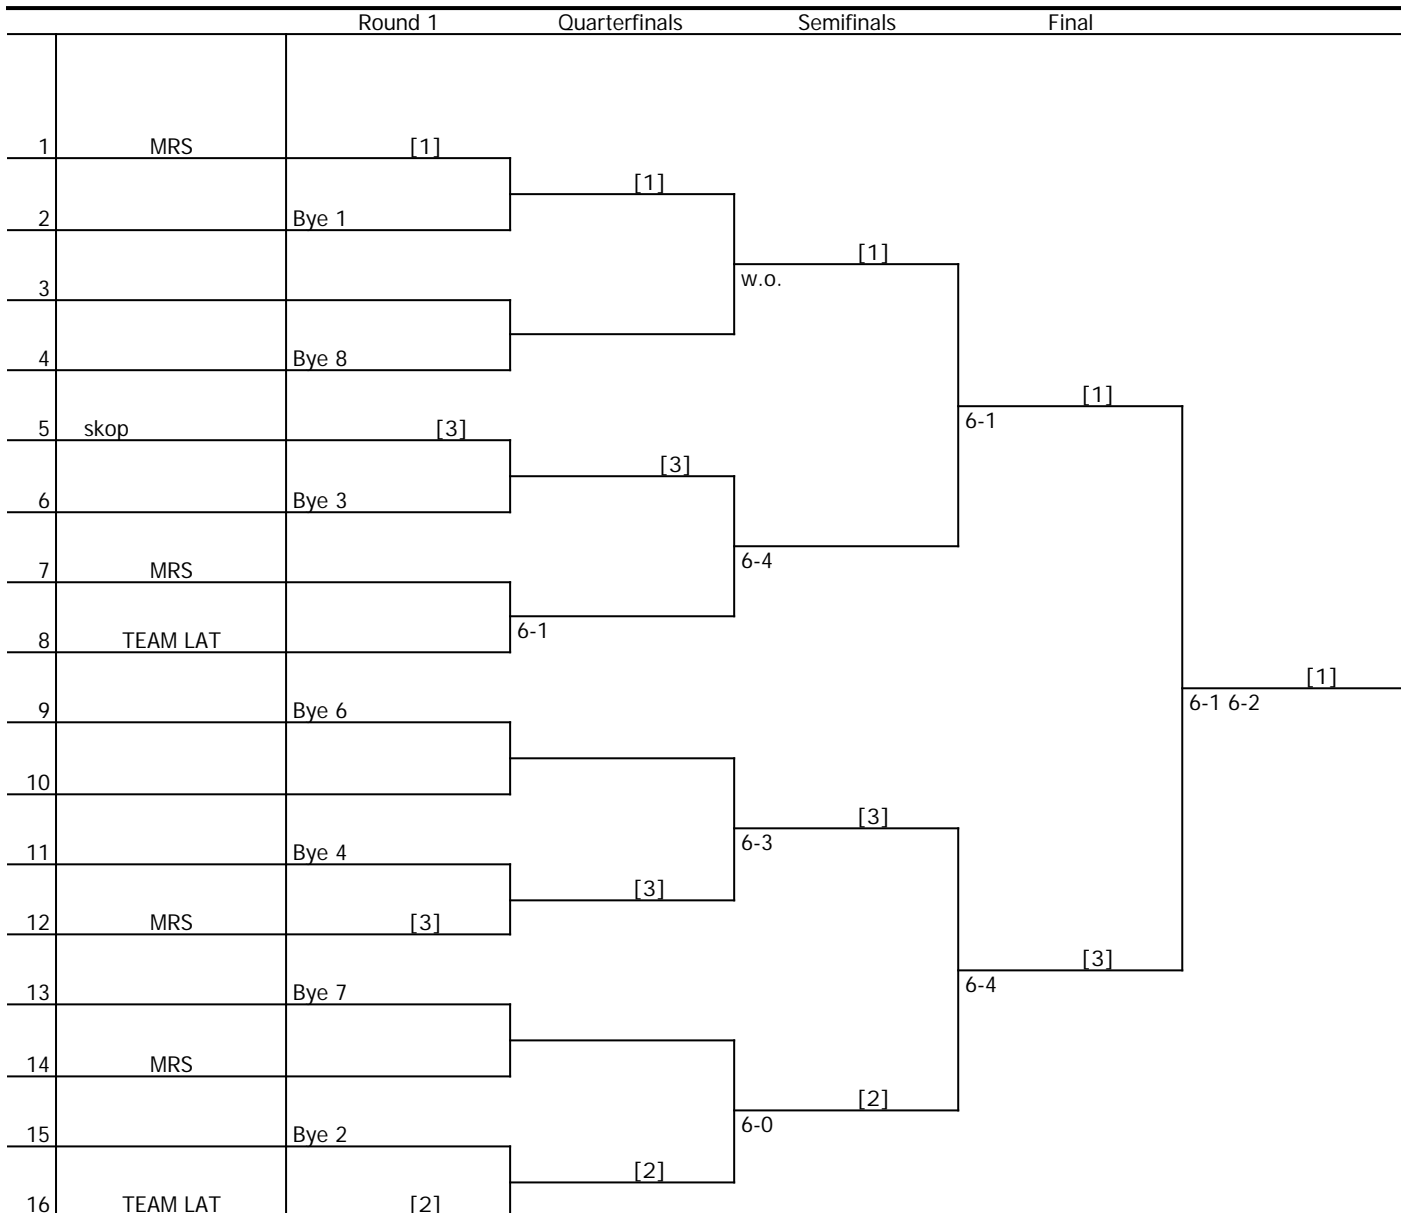 Round 1 Quarterfinals Semifinals Final
1 MRS [1]
[1]
2 Bye 1
[1]
w.o.
3
4 Bye 8
[1]
6-1
5 skop [3]
[3]
6 Bye 3
6-4
7 MRS
6-1
8 TEAM LAT
[1]
6-1 6-2
9 Bye 6
10
[3]
6-3
11 Bye 4
[3]
12 MRS [3]
[3]
6-4
13 Bye 7
14 MRS
[2]
6-0
15 Bye 2
[2]
16 TEAM LAT [2]